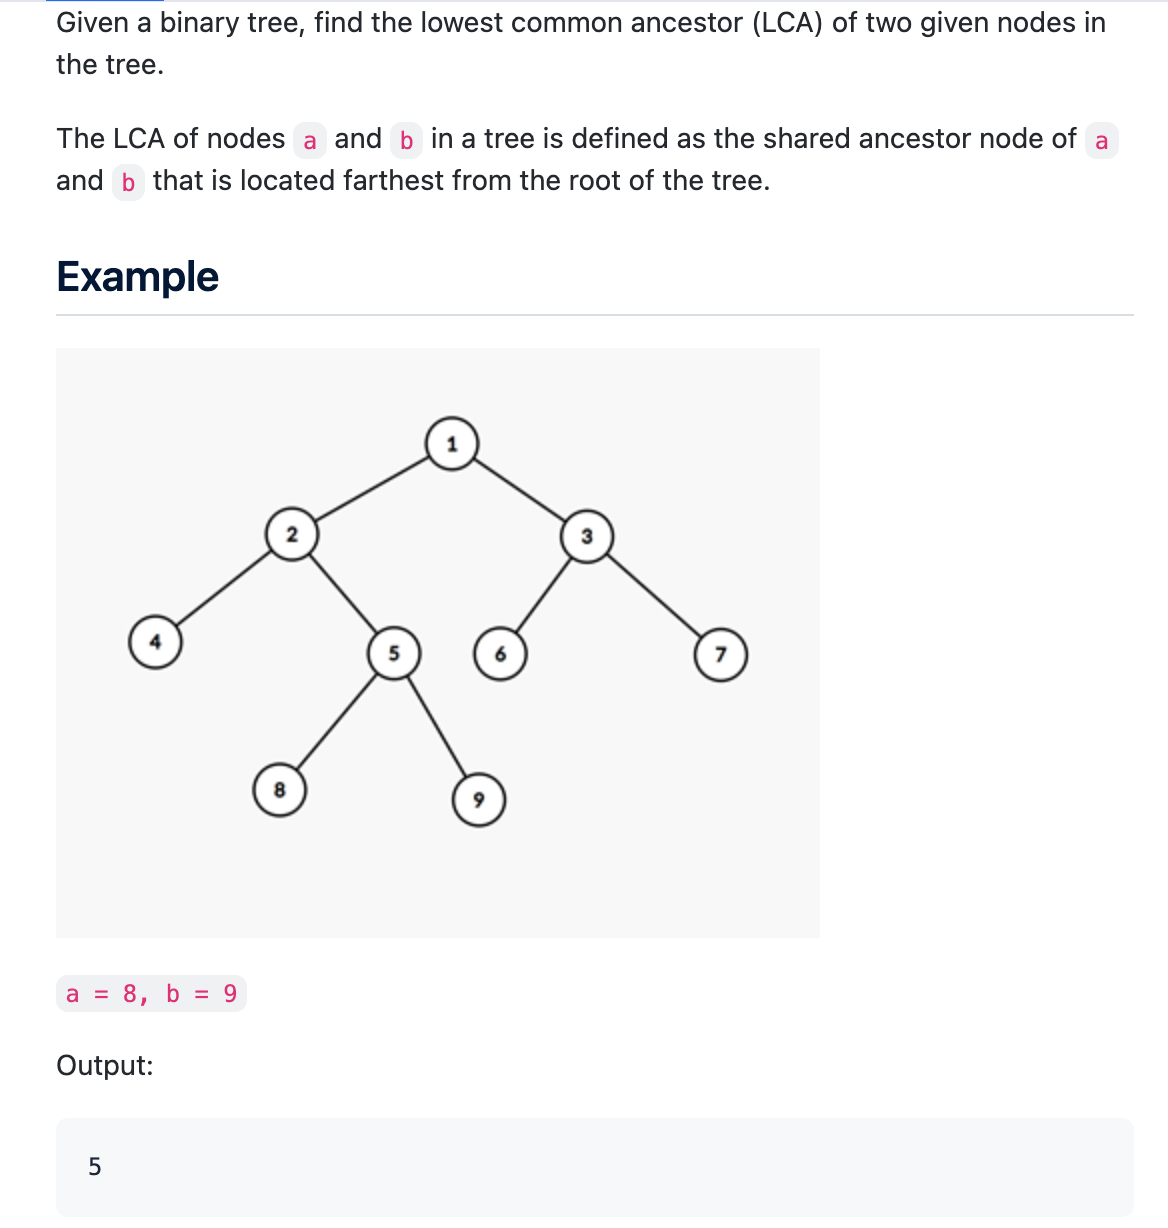 Given a binary tree, find the lowest common ancestor (LCA) of two given nodes in
the tree.
The LCA of nodes a and b in a tree is defined as the shared ancestor node of a
and b that is located farthest from the root of the tree.
Example
1
2
3
4
5
6
7
8
9
a = 8, b = 9
Output:
5